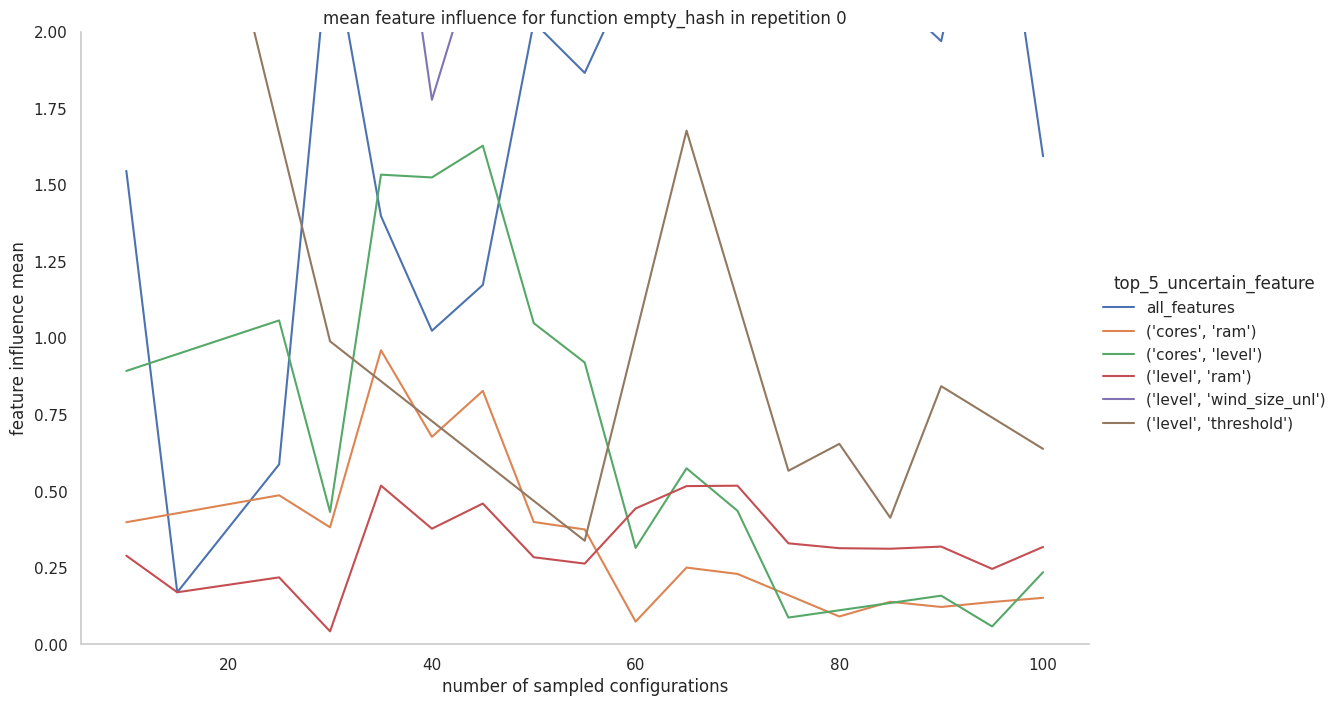 mean feature influence for function empty_hash in repetition 0
2.00
1.75
1.50
1.25
1.00
0.75
0.50
0.25
0.00
feature influence mean
20
40
60
80
100
number of sampled configurations
top_5_uncertain_feature
all_features
('cores', 'ram')
('cores', 'level')
('level', 'ram')
('level', 'wind_size_unl')
('level', 'threshold')